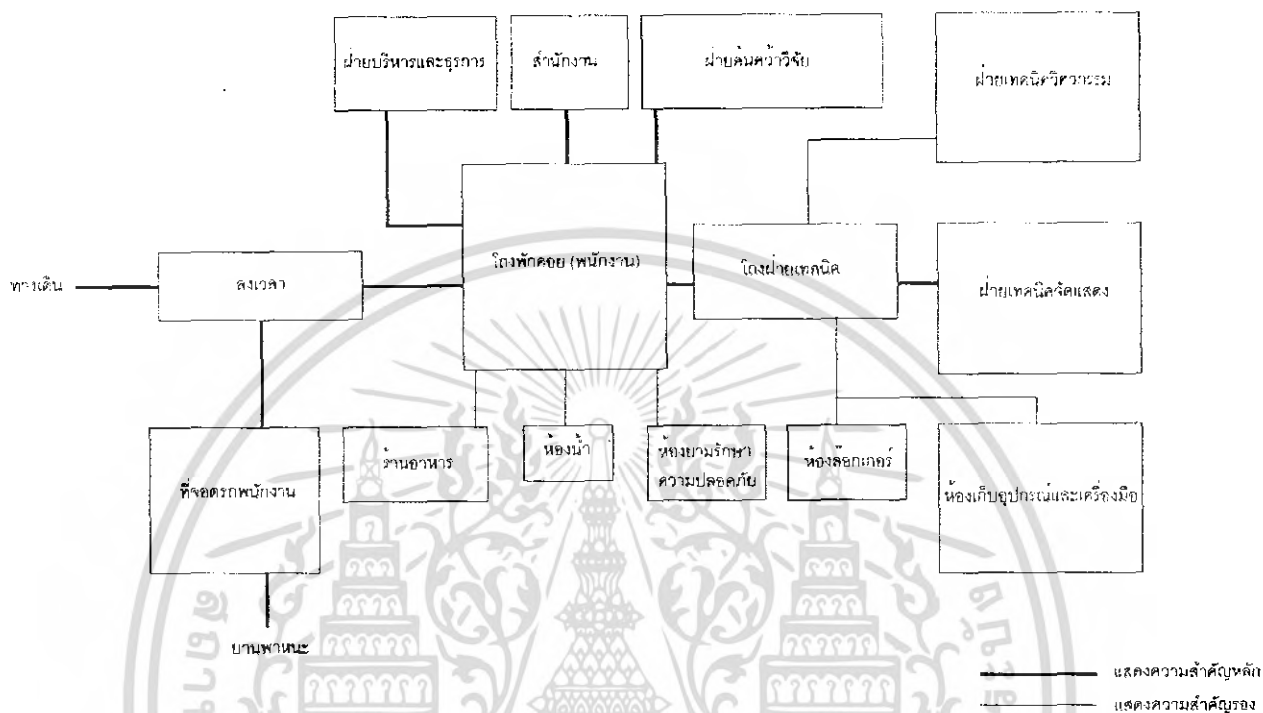 ฝ่ายบริหารและธุรการ
สำนักงาน
ฝ่ายค้นคว้าวิจัย
ฝ่ายเทคนิควิศวกรรม
ทางเดิน
ลงเวลา
โถงพักคอย (พนักงาน)
โถงฝ่ายเทคนิค
ฝ่ายเทคนิคจัดแสดง
ที่จอดรถพนักงาน
ร้านอาหาร
ห้องน้ำ
ห้องยามรักษา
ความปลอดภัย
ห้องล๊อกเกอร์
ห้องเก็บอุปกรณ์และเครื่องมือ
ยานพาหนะ
แสดงความสำคัญหลัก
แสดงความสำคัญรอง